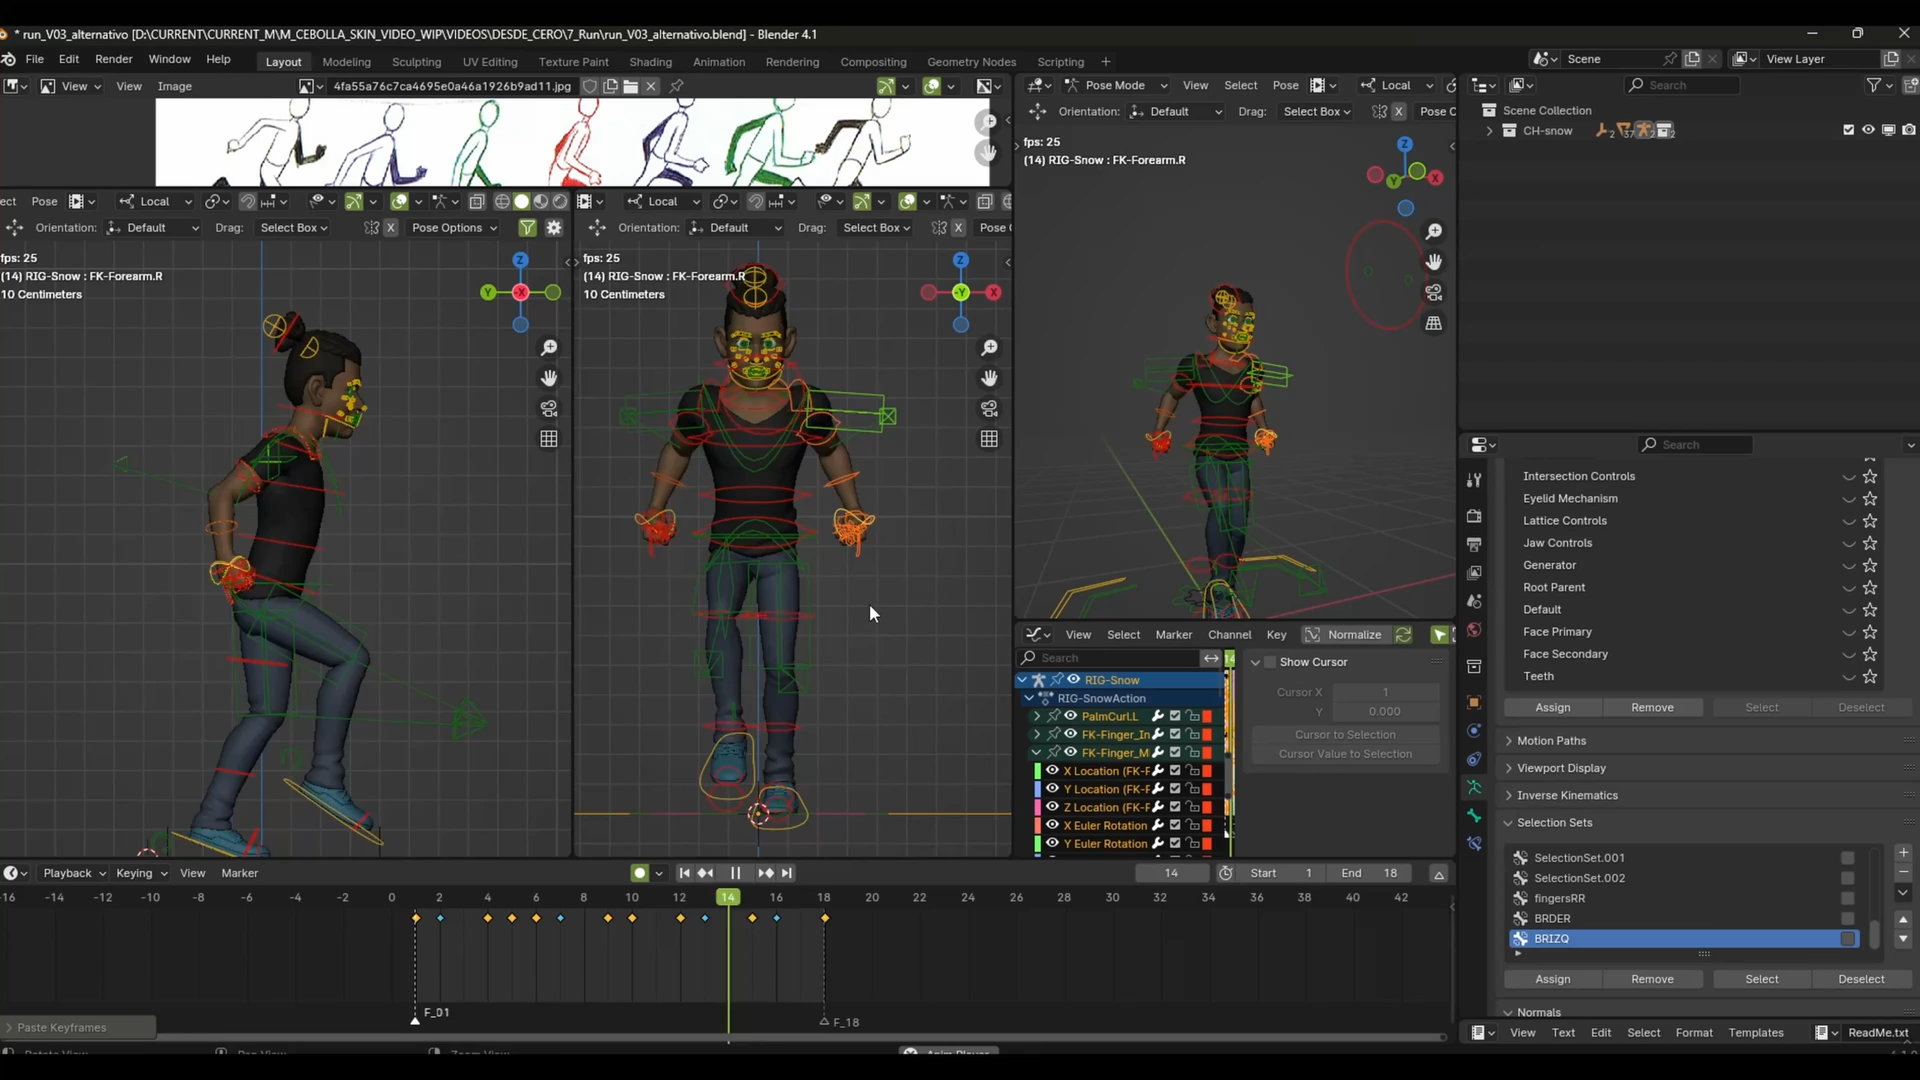 * run_V03_alternativo [D:\CURRENT\CURRENT_M\M_CEBOLLA_SKIN_VIDEO_WIP\VIDEOS\DESDE_CERO\7_Run\run_V03_alternativo.blend] - Blender 4.1
File Edit Render Window Help Layout Modeling Sculpting UV Editing Texture Paint Shading Animation Rendering Compositing Geometry Nodes Scripting + Scene View Layer
View View Image 4fa55a76c7ca4695e0a46a1926b9ad11.jpg
Pose Mode View Select Pose Local
Search
Orientation: Default Drag: Select Box X Pose O
Scene Collection
CH-snow
fps: 25
(14) RIG-Snow : FK-Forearm.R
ect Pose Local
Local
Orientation: Default Drag: Select Box X Pose Options
Orientation: Default Drag: Select Box X Pose
fps: 25
(14) RIG-Snow : FK-Forearm.R
10 Centimeters
fps: 25
(14) RIG-Snow : FK-Forearm.R
10 Centimeters
Search
Intersection Controls
Eyelid Mechanism
Lattice Controls
Jaw Controls
Generator
Root Parent
Default
Face Primary
Face Secondary
Teeth
Assign Remove Select Deselect
Motion Paths
Viewport Display
Inverse Kinematics
Selection Sets
SelectionSet.001
SelectionSet.002
fingersRR
BRDER
BRIZQ
Assign Remove Select Deselect
Normals
View Text Edit Select Format Templates ReadMe.txt
View Select Marker Channel Key Normalize
Search
14
RIG-Snow
RIG-SnowAction
PalmCurl.L
FK-Finger_In
FK-Finger_M
X Location (FK-F
Y Location (FK-F
Z Location (FK-F
X Euler Rotation
Y Euler Rotation
Show Cursor
Cursor X 1
Y 0.000
Cursor to Selection
Cursor Value to Selection
Playback Keying View Marker 14 Start 1 End 18
-16 -14 -12 -10 -8 -6 -4 -2 0 2 4 6 8 10 12 14 16 18 20 22 24 26 28 30 32 34 36 38 40 42
F_01
F_18
Paste Keyframes